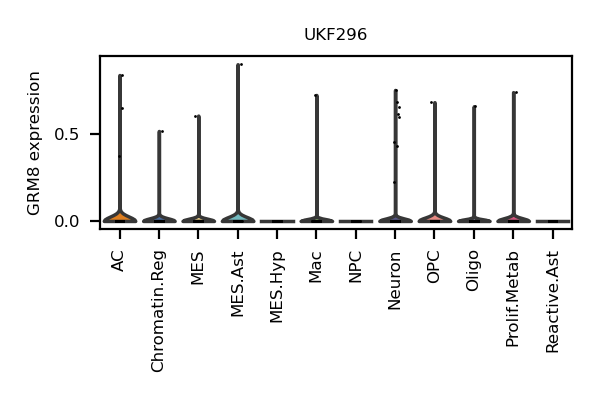 UKF296
GRM8 expression
0.5
0.0
AC
Chromatin.Reg
MES
MES.Ast
MES.Hyp
Mac
NPC
Neuron
OPC
Oligo
Prolif.Metab
Reactive.Ast